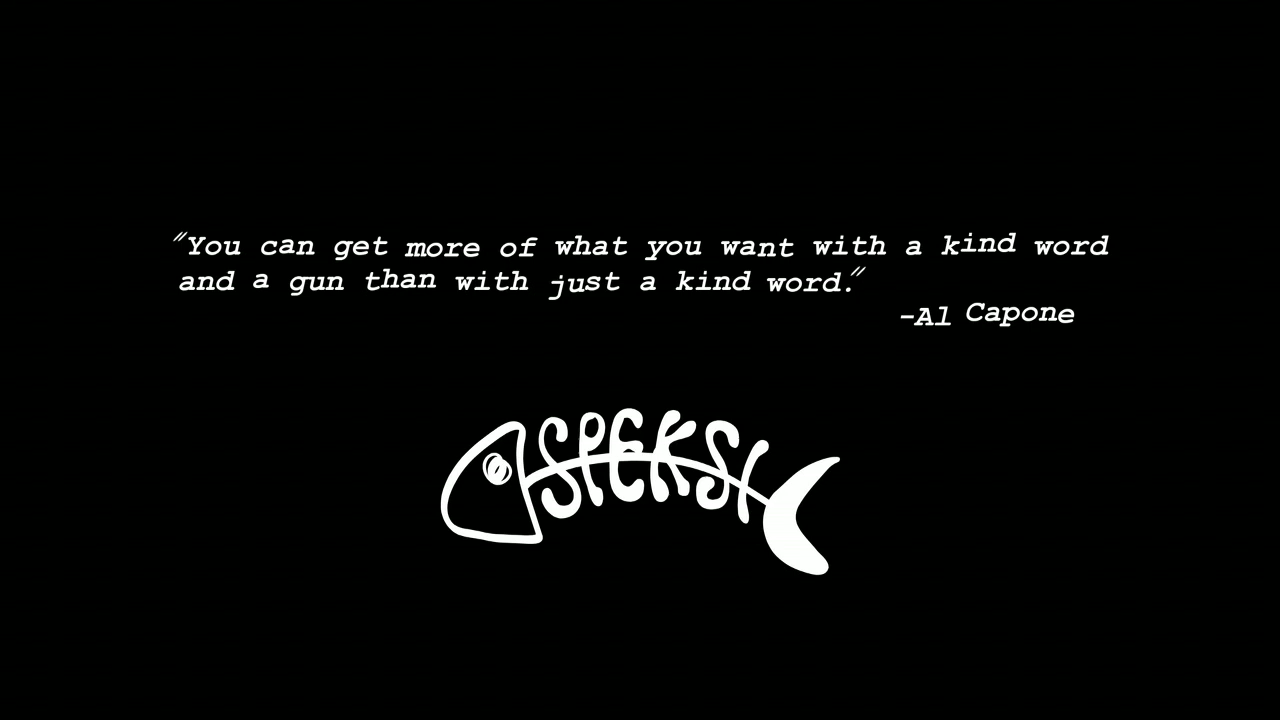 "You can get more of what you want with a kind word
and a gun than with just a kind word."
-Al Capone
SPEKSI